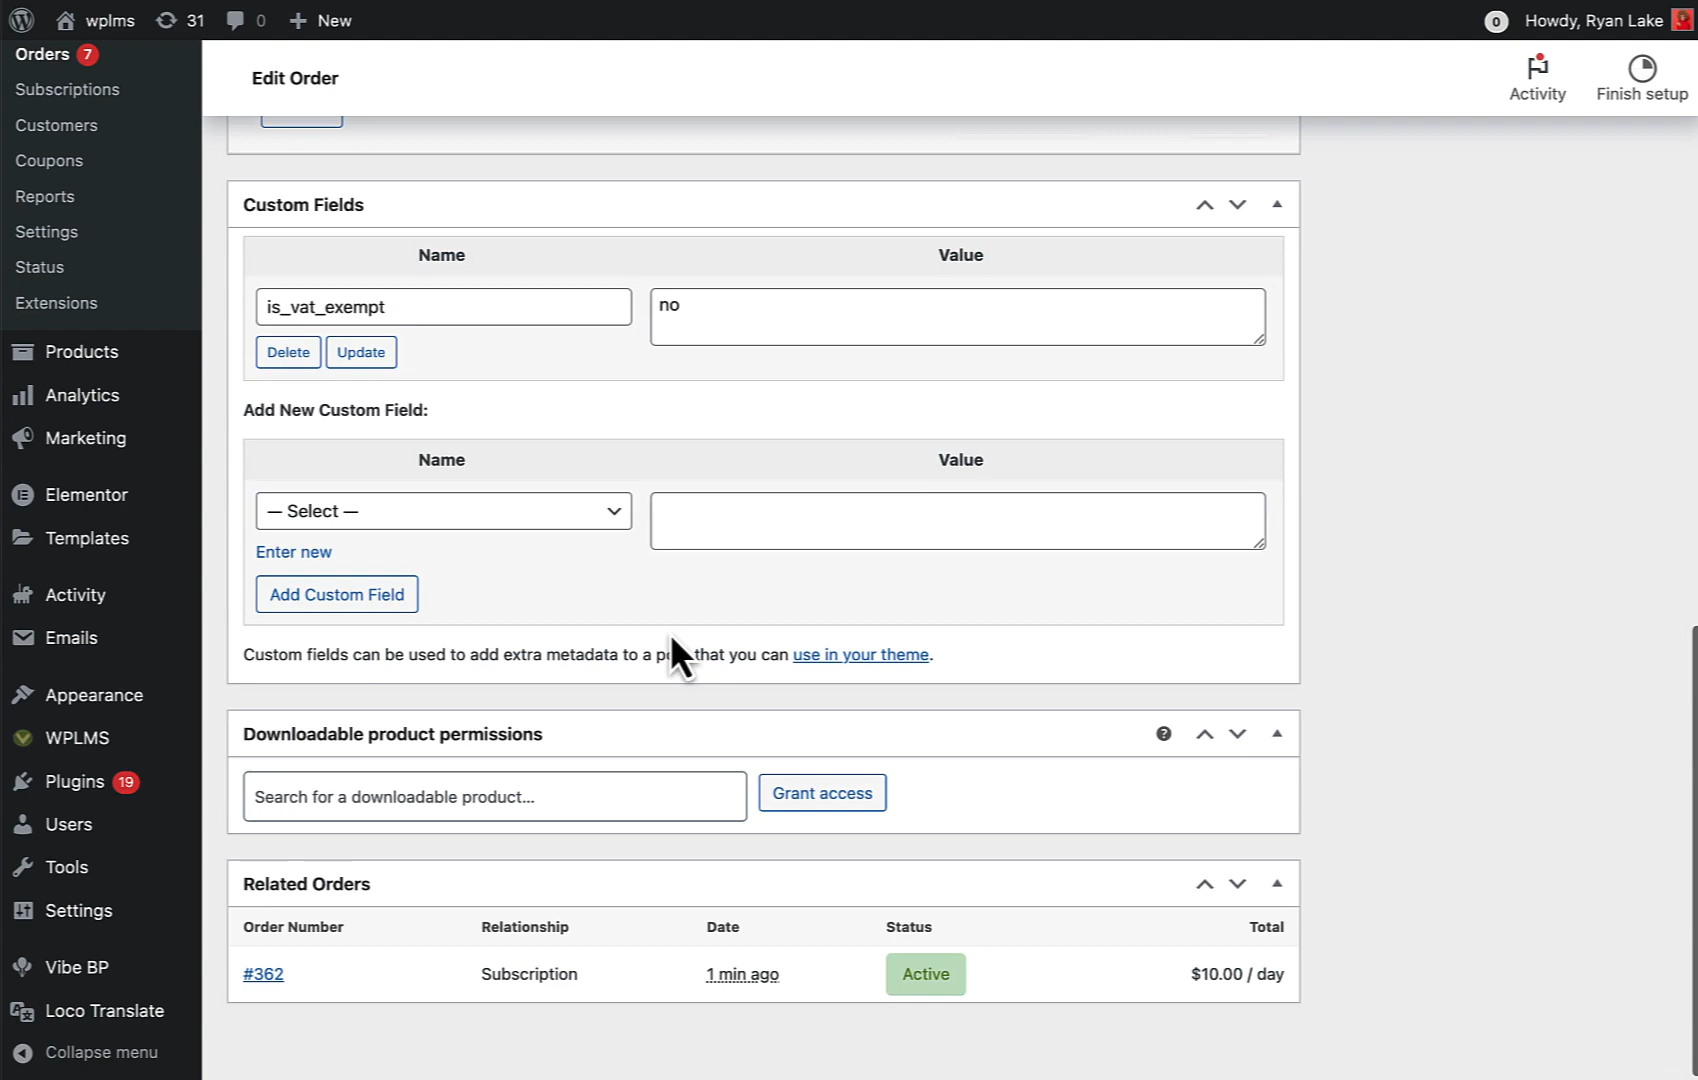 wplms 31 0 New
0 Howdy, Ryan Lake
Orders 7
Subscriptions
Customers
Coupons
Reports
Settings
Status
Extensions
Products
Analytics
Marketing
Elementor
Templates
Activity
Emails
Appearance
WPLMS
Plugins 19
Users
Tools
Settings
Vibe BP
Loco Translate
Collapse menu
Edit Order
Activity
Finish setup
Custom Fields
Name Value
is_vat_exempt no
Delete Update
Add New Custom Field:
Name Value
— Select —
Enter new
Add Custom Field
Custom fields can be used to add extra metadata to a that you can use in your theme.
Downloadable product permissions ?
Search for a downloadable product... Grant access
Related Orders
Order Number Relationship Date Status Total
#362 Subscription 1 min ago Active $10.00 / day